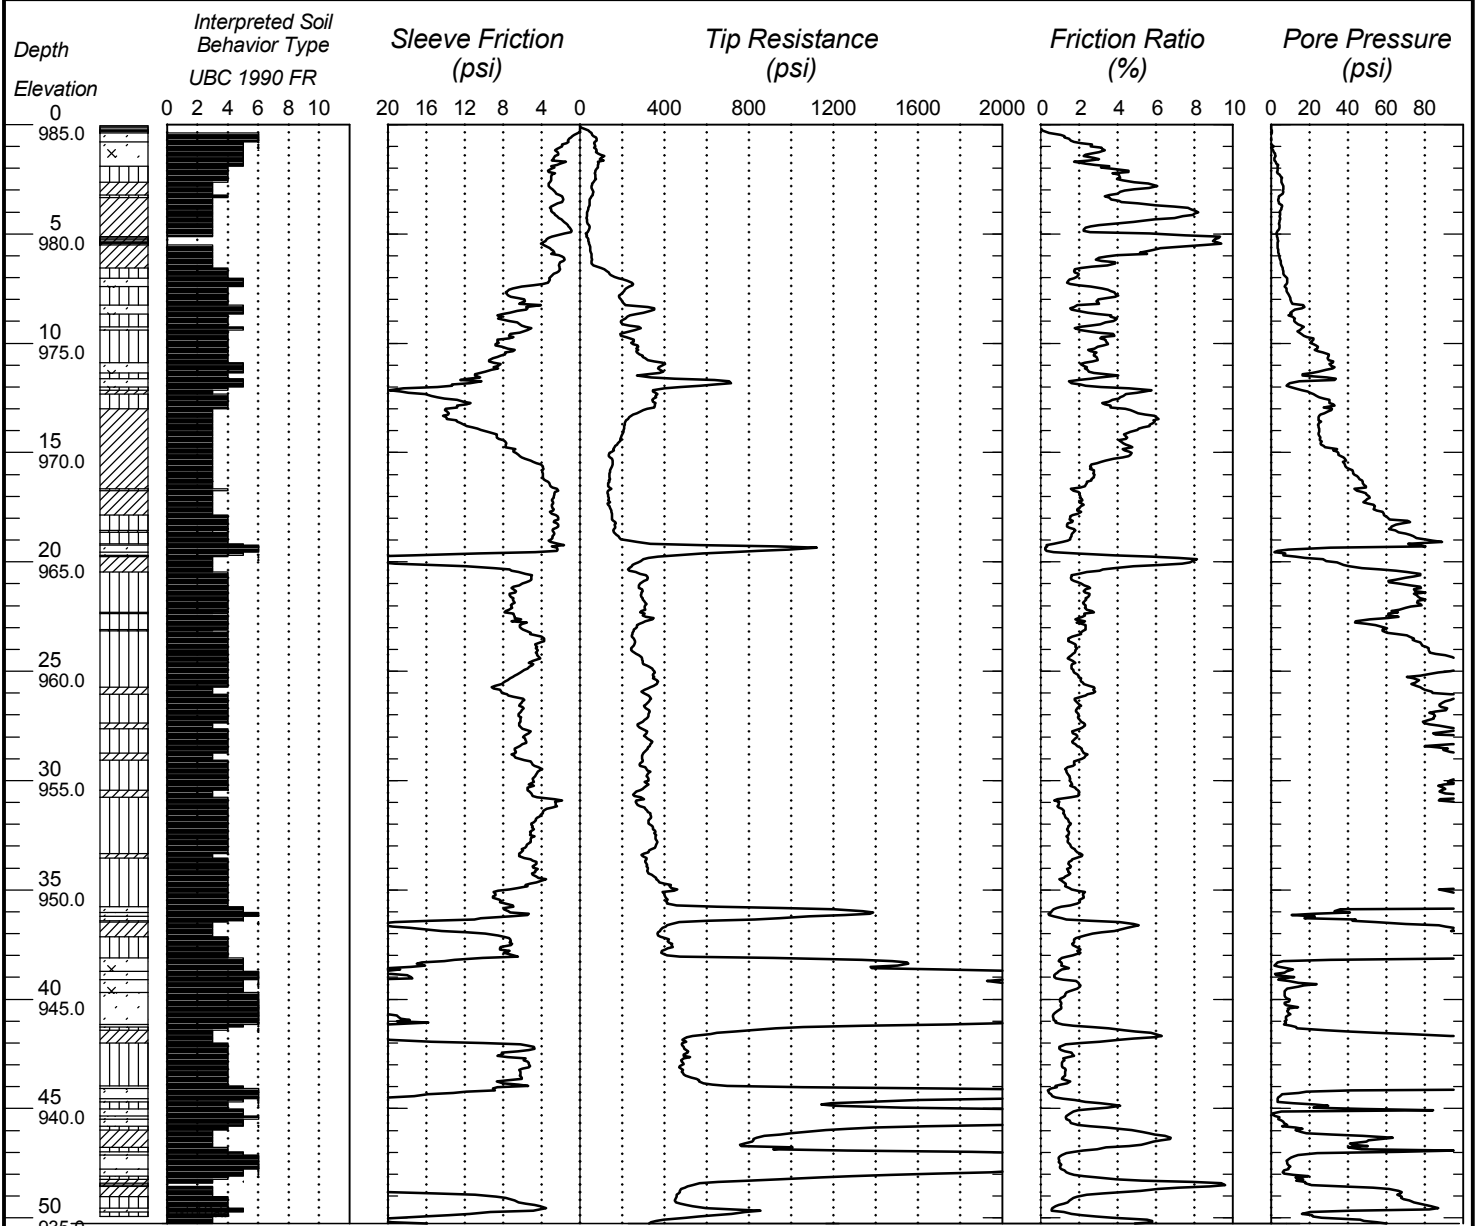 Interpreted Soil
Behavior Type
UBC 1990 FR
Depth
Elevation
Sleeve Friction
(psi)
Tip Resistance
(psi)
Friction Ratio
(%)
Pore Pressure
(psi)
0 2 4 6 8 10
20 16 12 8 4 0
400 800 1200 1600 2000
0 2 4 6 8 10
0 20 40 60 80
0
985.0
5
980.0
10
975.0
15
970.0
20
965.0
25
960.0
30
955.0
35
950.0
40
945.0
45
940.0
50
935.0